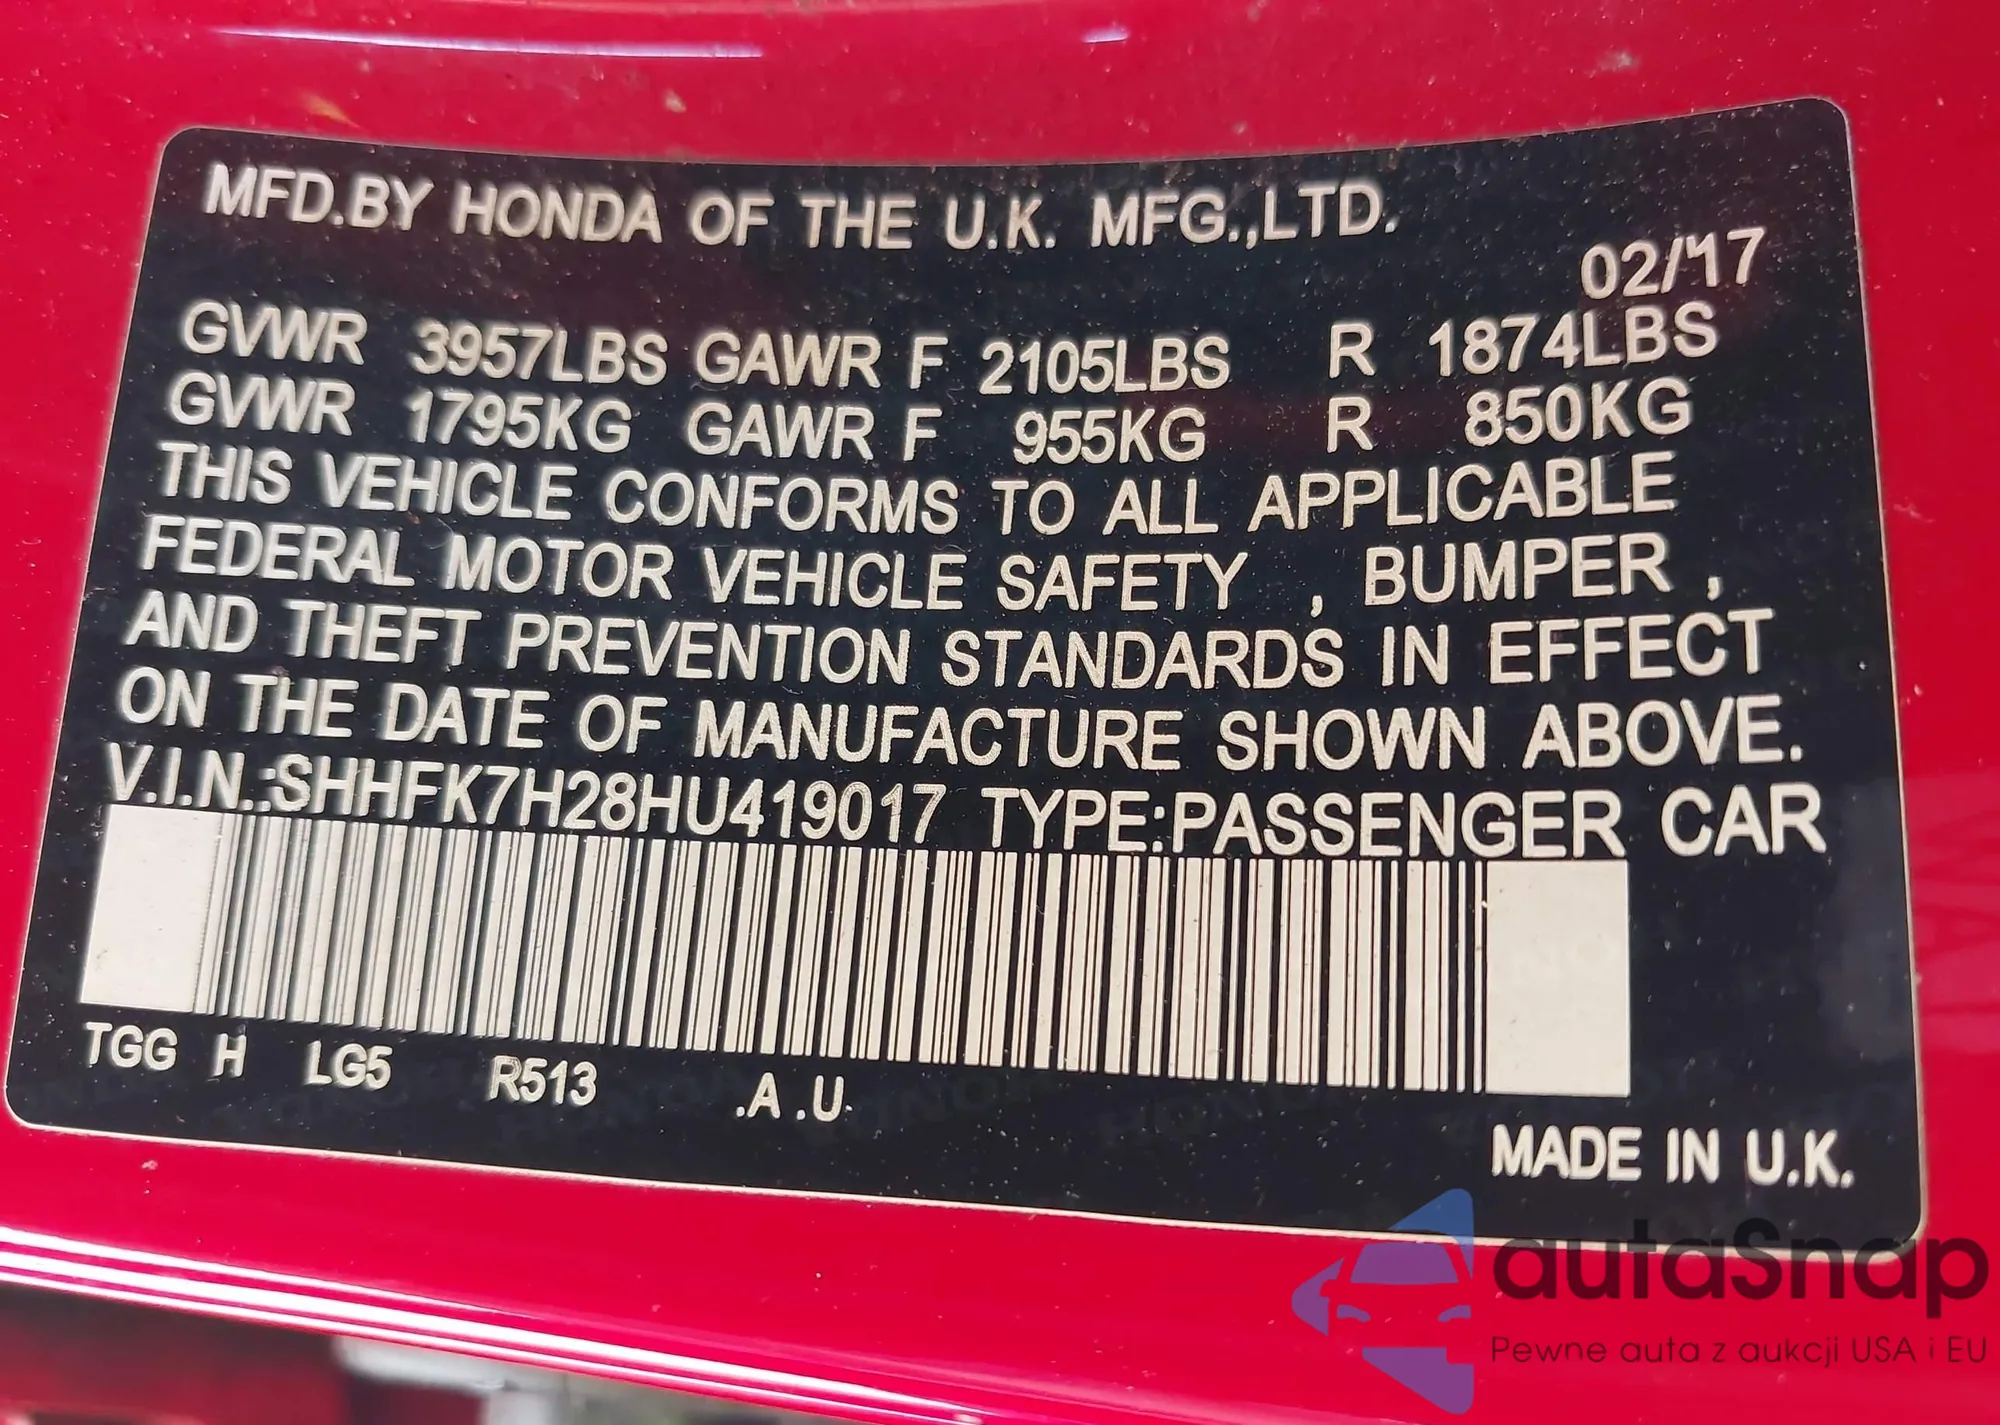 MFD.BY HONDA OF THE U.K. MFG.,LTD.
02/17
GVWR 3957LBS GAWR F 2105LBS R 1874LBS
GVWR 1795KG GAWR F 955KG R 850KG
THIS VEHICLE CONFORMS TO ALL APPLICABLE
FEDERAL MOTOR VEHICLE SAFETY , BUMPER ,
AND THEFT PREVENTION STANDARDS IN EFFECT
ON THE DATE OF MANUFACTURE SHOWN ABOVE.
V.I.N.:SHHFK7H28HU419017 TYPE:PASSENGER CAR
TGG H LG5 R513 .A .U.
MADE IN U.K.
autaSnap
Pewne auta z aukcji USA i EU